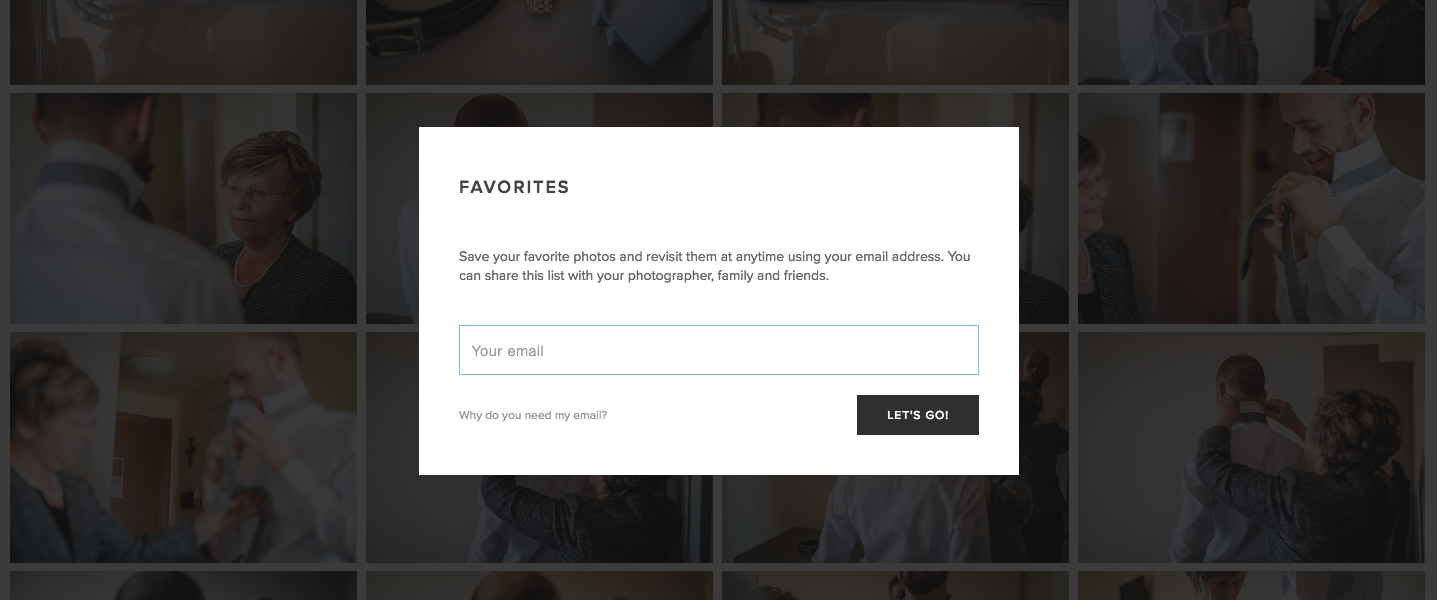 FAVORITES
Save your favorite photos and revisit them at anytime using your email address. You
can share this list with your photographer, family and friends.
Your email
Why do you need my email?
LET'S GO!